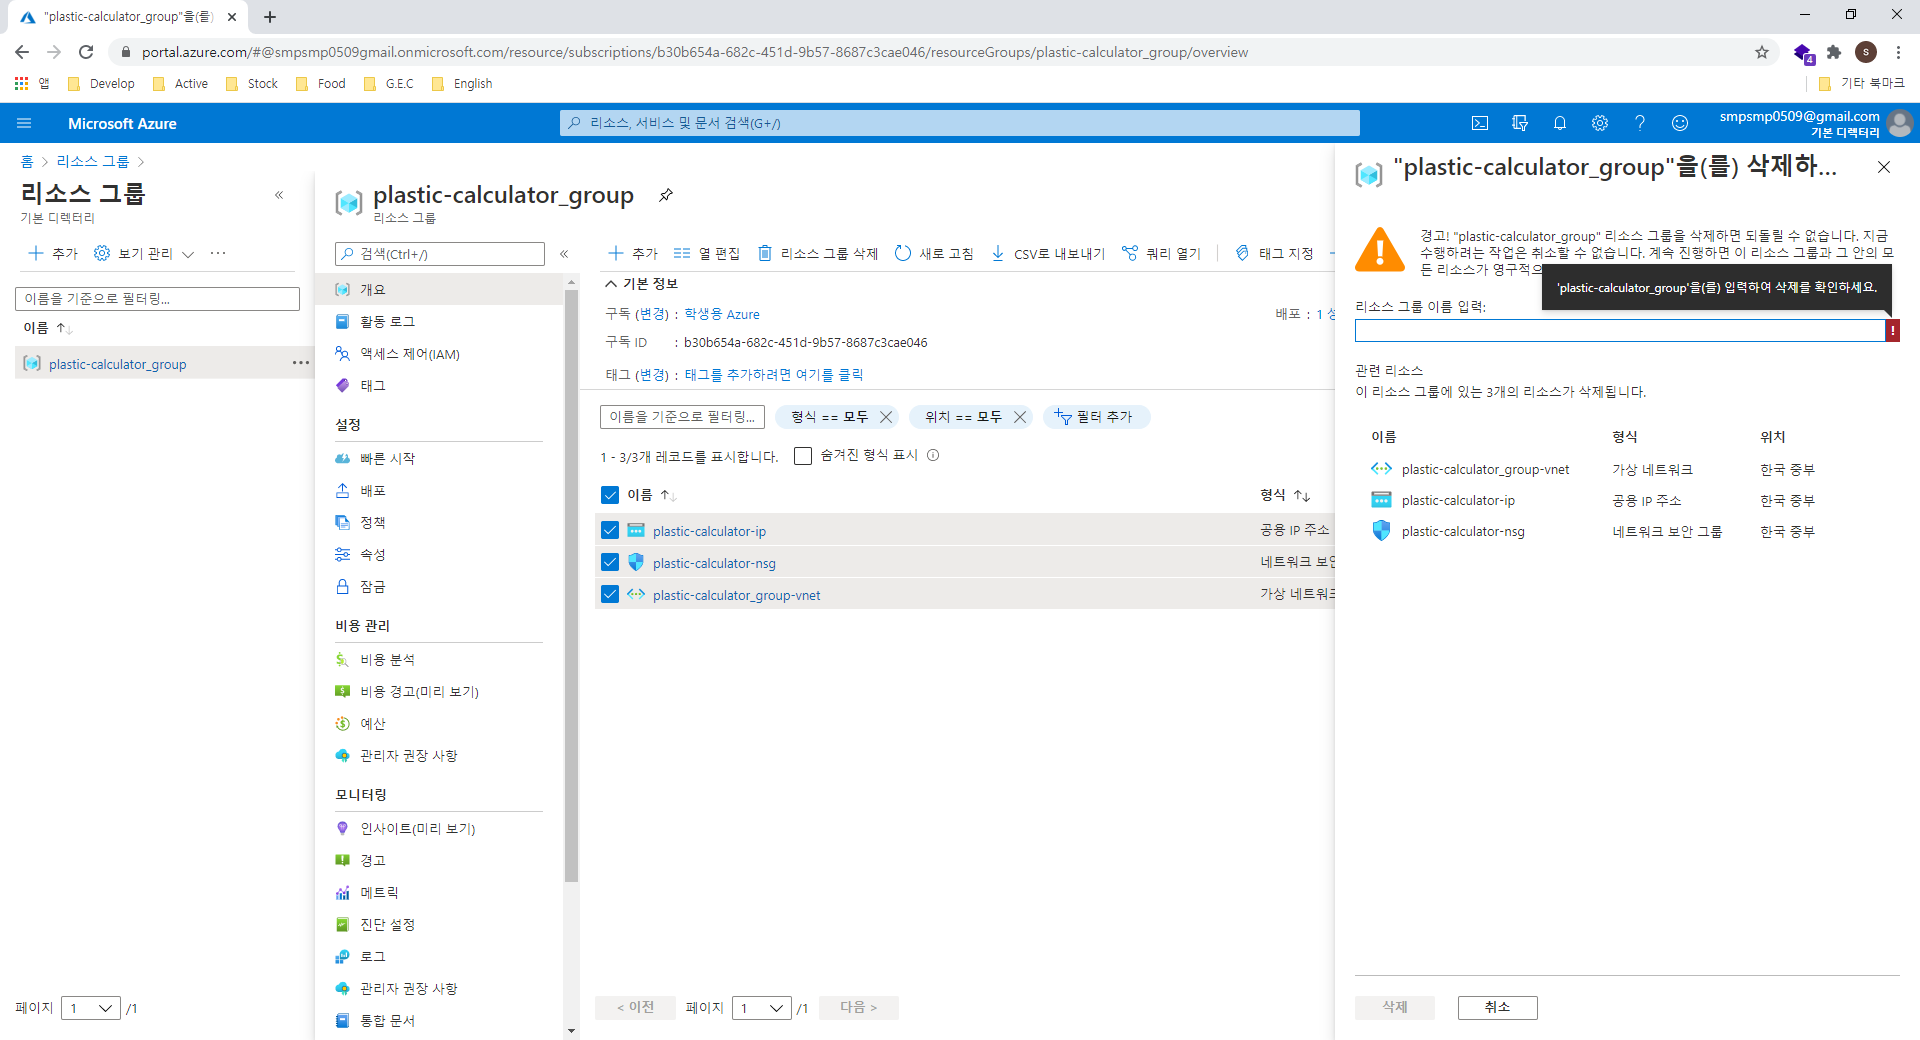 "plastic-calculator_group"을(를)
portal.azure.com/#@smpsmp0509gmail.onmicrosoft.com/resource/subscriptions/b30b654a-682c-451d-9b57-8687c3cae046/resourceGroups/plastic-calculator_group/overview
4
s
앱
Develop
Active
Stock
Food
G.E.C
English
기타 북마크
Microsoft Azure
리소스, 서비스 및 문서 검색(G+/)
smpsmp0509@gmail.com
기본 디렉터리
홈 > 리소스 그룹 >
리소스 그룹
기본 디렉터리
추가
보기 관리
이름을 기준으로 필터링...
이름
plastic-calculator_group
페이지 1 /1
plastic-calculator_group
리소스 그룹
검색(Ctrl+/)
개요
활동 로그
액세스 제어(IAM)
태그
설정
빠른 시작
배포
정책
속성
잠금
비용 관리
비용 분석
비용 경고(미리 보기)
예산
관리자 권장 사항
모니터링
인사이트(미리 보기)
경고
메트릭
진단 설정
로그
관리자 권장 사항
통합 문서
추가
열 편집
리소스 그룹 삭제
새로 고침
CSV로 내보내기
쿼리 열기
태그 지정
기본 정보
구독 (변경) : 학생용 Azure
배포 : 1 성
구독 ID : b30b654a-682c-451d-9b57-8687c3cae046
태그 (변경) : 태그를 추가하려면 여기를 클릭
이름을 기준으로 필터링...
형식 == 모두
위치 == 모두
필터 추가
1 - 3/3개 레코드를 표시합니다.
숨겨진 형식 표시
이름
형식
plastic-calculator-ip
공용 IP 주소
plastic-calculator-nsg
네트워크 보안
plastic-calculator_group-vnet
가상 네트워크
< 이전
페이지 1 /1
다음 >
"plastic-calculator_group"을(를) 삭제하...
경고! "plastic-calculator_group" 리소스 그룹을 삭제하면 되돌릴 수 없습니다. 지금
수행하려는 작업은 취소할 수 없습니다. 계속 진행하면 이 리소스 그룹과 그 안의 모
든 리소스가 영구적으
'plastic-calculator_group'을(를) 입력하여 삭제를 확인하세요.
리소스 그룹 이름 입력:
관련 리소스
이 리소스 그룹에 있는 3개의 리소스가 삭제됩니다.
이름
형식
위치
plastic-calculator_group-vnet
가상 네트워크
한국 중부
plastic-calculator-ip
공용 IP 주소
한국 중부
plastic-calculator-nsg
네트워크 보안 그룹
한국 중부
삭제
취소